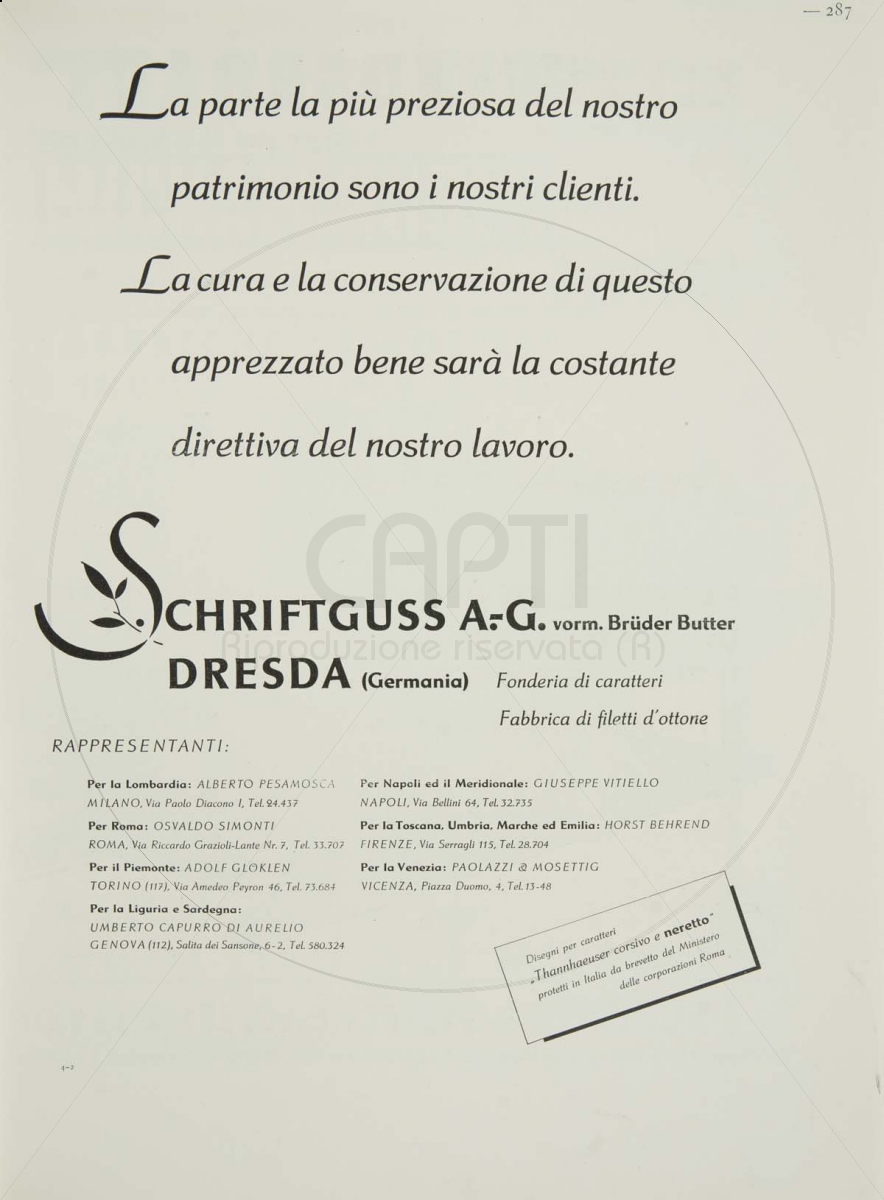 — 287
La parte la più preziosa del nostro
patrimonio sono i nostri clienti.
La cura e la conservazione di questo
apprezzato bene sarà la costante
direttiva del nostro lavoro.
CAPTI
SCHRIFTGUSS A.-G. vorm. Brüder Butter
Riproduzione riservata (R)
DRESDA (Germania) Fonderia di caratteri
Fabbrica di filetti d'ottone
RAPPRESENTANTI:
Per la Lombardia: ALBERTO PESAMOSCA
MILANO, Via Paolo Diacono 1, Tel. 24.437
Per Roma: OSVALDO SIMONTI
ROMA, Via Riccardo Grazioli-Lante Nr. 7, Tel. 33.707
Per il Piemonte: ADOLF GLOKLEN
TORINO (117), Via Amedeo Peyron 46, Tel. 73.684
Per la Liguria e Sardegna:
UMBERTO CAPURRO DI AURELIO
GENOVA (112), Salita dei Sansone, 6-2, Tel. 580.324
Per Napoli ed il Meridionale: GIUSEPPE VITIELLO
NAPOLI, Via Bellini 64, Tel. 32.735
Per la Toscana, Umbria, Marche ed Emilia: HORST BEHREND
FIRENZE, Via Serragli 115, Tel. 28.704
Per la Venezia: PAOLAZZI & MOSETTIG
VICENZA, Piazza Duomo, 4, Tel. 13-48
Disegni per caratteri
„Thannhaeuser corsivo e neretto"
protetti in Italia da brevetto del Ministero
delle corporazioni Roma
4-2